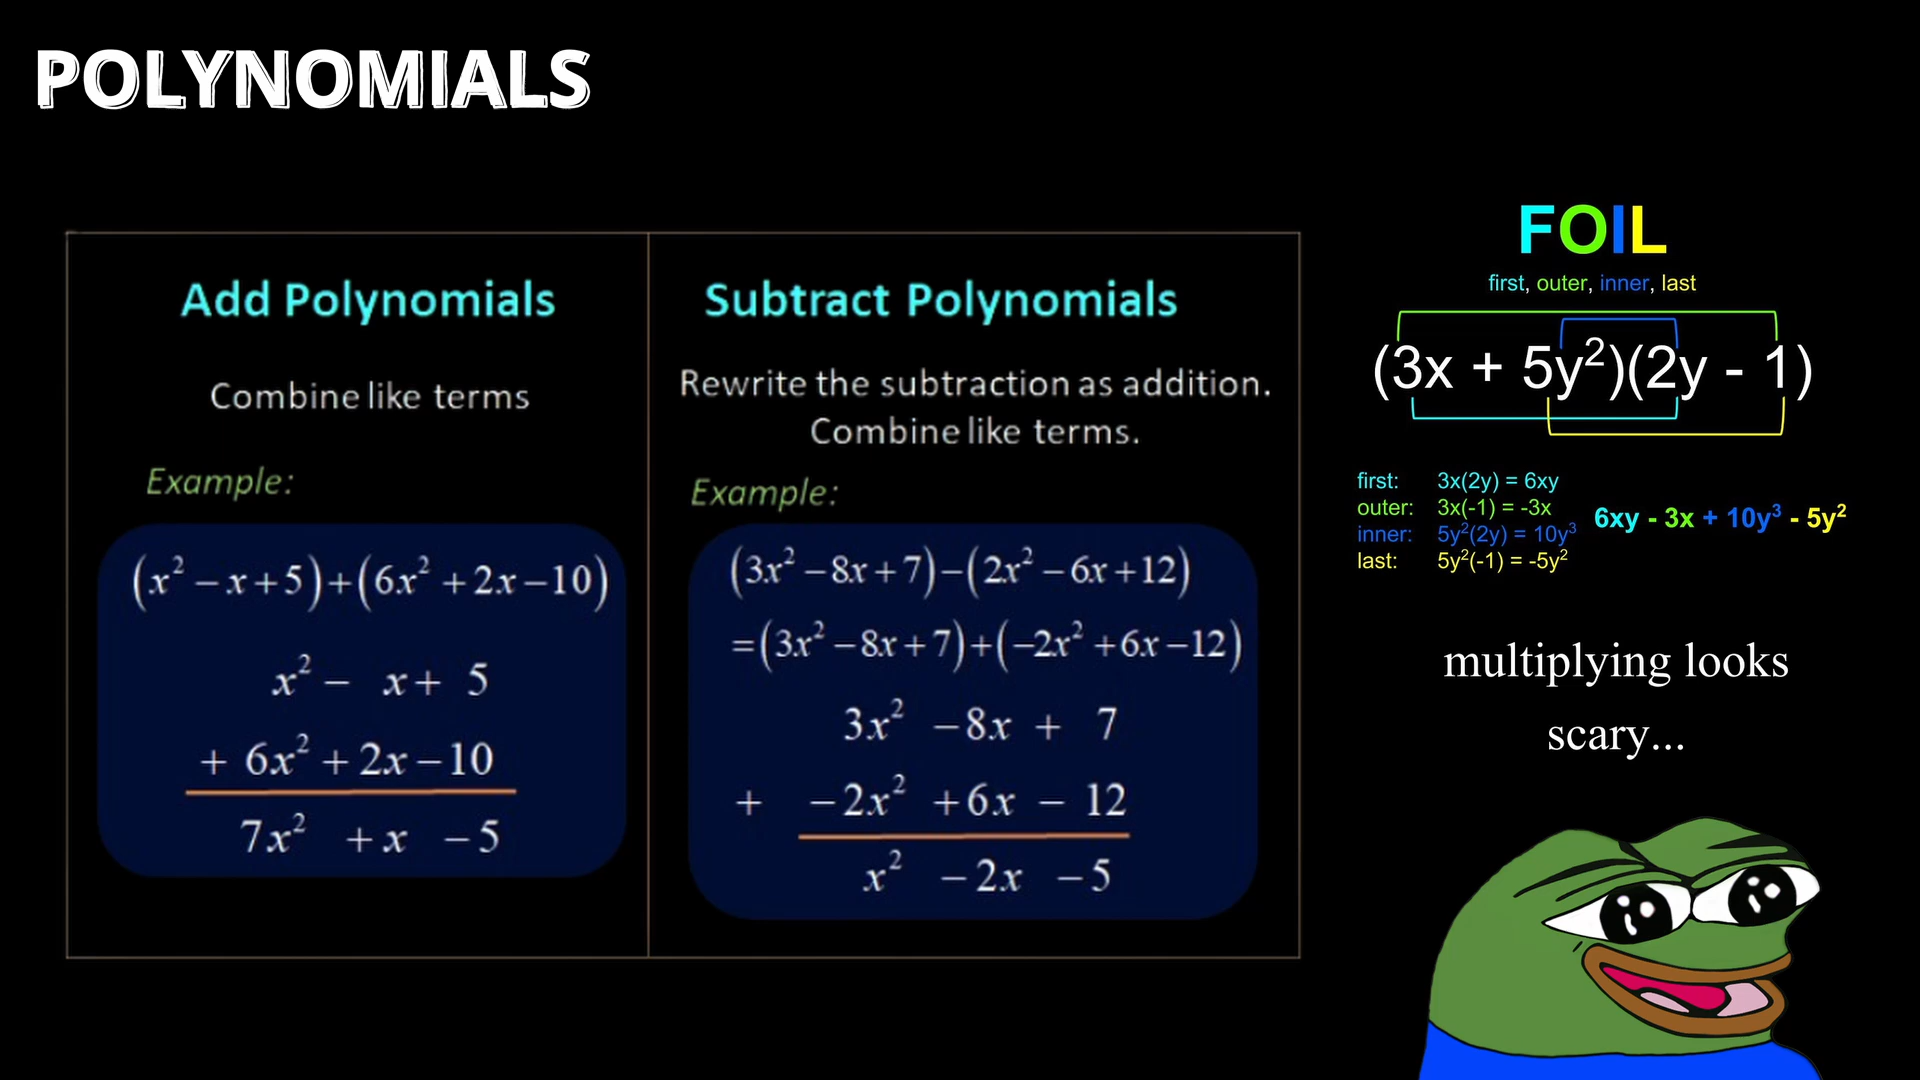 POLYNOMIALS
Add Polynomials
Combine like terms
Example:
(x² − x + 5) + (6x² + 2x − 10)
x² − x + 5
+ 6x² + 2x − 10
7x² + x − 5
Subtract Polynomials
Rewrite the subtraction as addition.
Combine like terms.
Example:
(3x² − 8x + 7) − (2x² − 6x + 12)
= (3x² − 8x + 7) + (−2x² + 6x − 12)
3x² − 8x + 7
+ −2x² + 6x − 12
x² − 2x − 5
FOIL
first, outer, inner, last
(3x + 5y²)(2y - 1)
first: 3x(2y) = 6xy
outer: 3x(-1) = -3x
inner: 5y²(2y) = 10y³
last: 5y²(-1) = -5y²
6xy - 3x + 10y³ - 5y²
multiplying looks
scary...